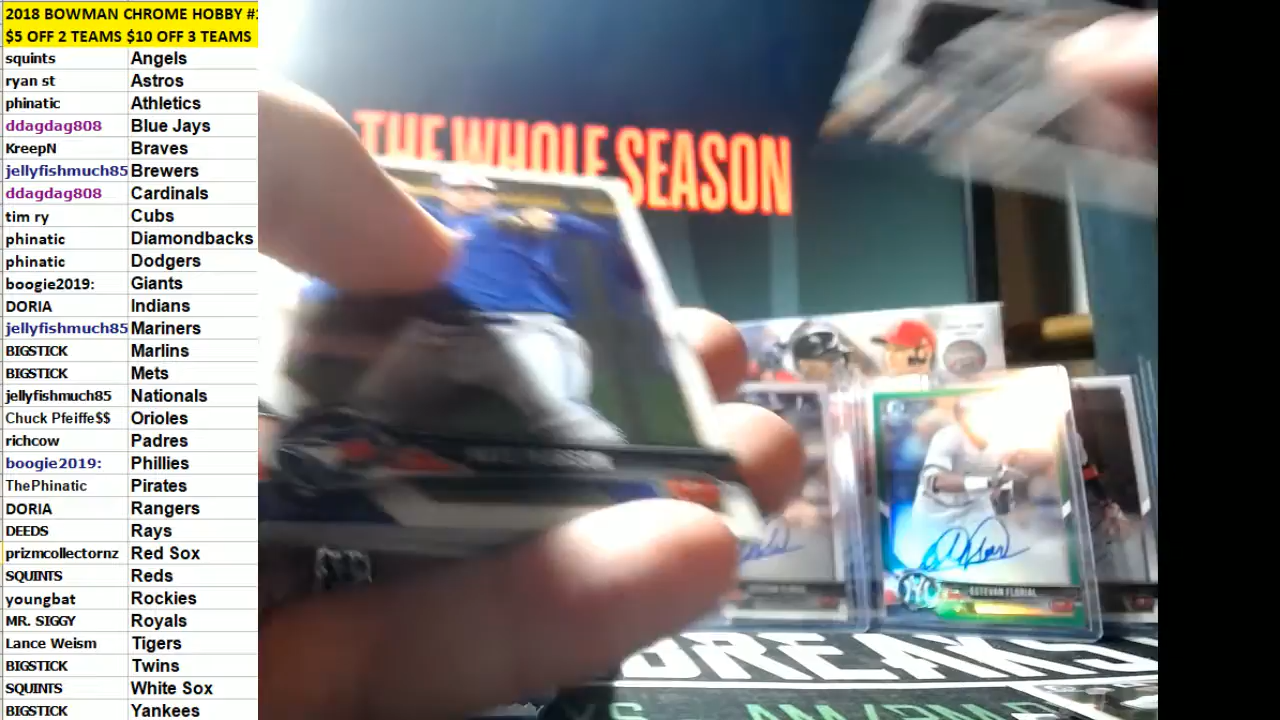 2018 BOWMAN CHROME HOBBY #
$5 OFF 2 TEAMS $10 OFF 3 TEAMS
squints Angels
ryan st Astros
phinatic Athletics
ddagdag808 Blue Jays
KreepN Braves
jellyfishmuch85 Brewers
ddagdag808 Cardinals
tim ry Cubs
phinatic Diamondbacks
phinatic Dodgers
boogie2019: Giants
DORIA Indians
jellyfishmuch85 Mariners
BIGSTICK Marlins
BIGSTICK Mets
jellyfishmuch85 Nationals
Chuck Pfeiffe$$ Orioles
richcow Padres
boogie2019: Phillies
ThePhinatic Pirates
DORIA Rangers
DEEDS Rays
prizmcollectornz Red Sox
SQUINTS Reds
youngbat Rockies
MR. SIGGY Royals
Lance Weism Tigers
BIGSTICK Twins
SQUINTS White Sox
BIGSTICK Yankees
THE WHOLE SEASON
ESTEVAN FLORIAL
BREAKS